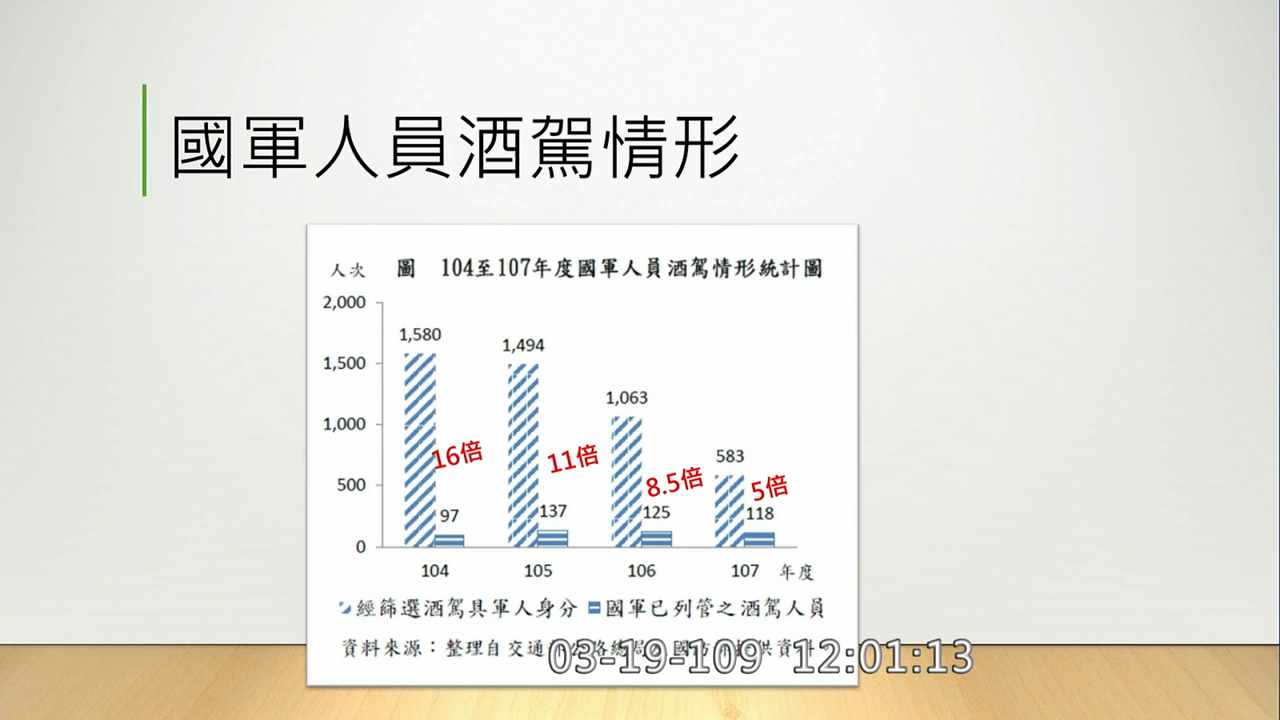 國軍人員酒駕情形
人次 圖 104至107年度國軍人員酒駕情形統計圖
2,000
1,580
1,494
1,500
1,063
1,000
16倍
11倍
8.5倍
583
5倍
500
97
137
125
118
0
104 105 106 107 年度
經篩選酒駕具軍人身分 國軍已列管之酒駕人員
資料來源：整理自交通
03-19-109 12:01:13